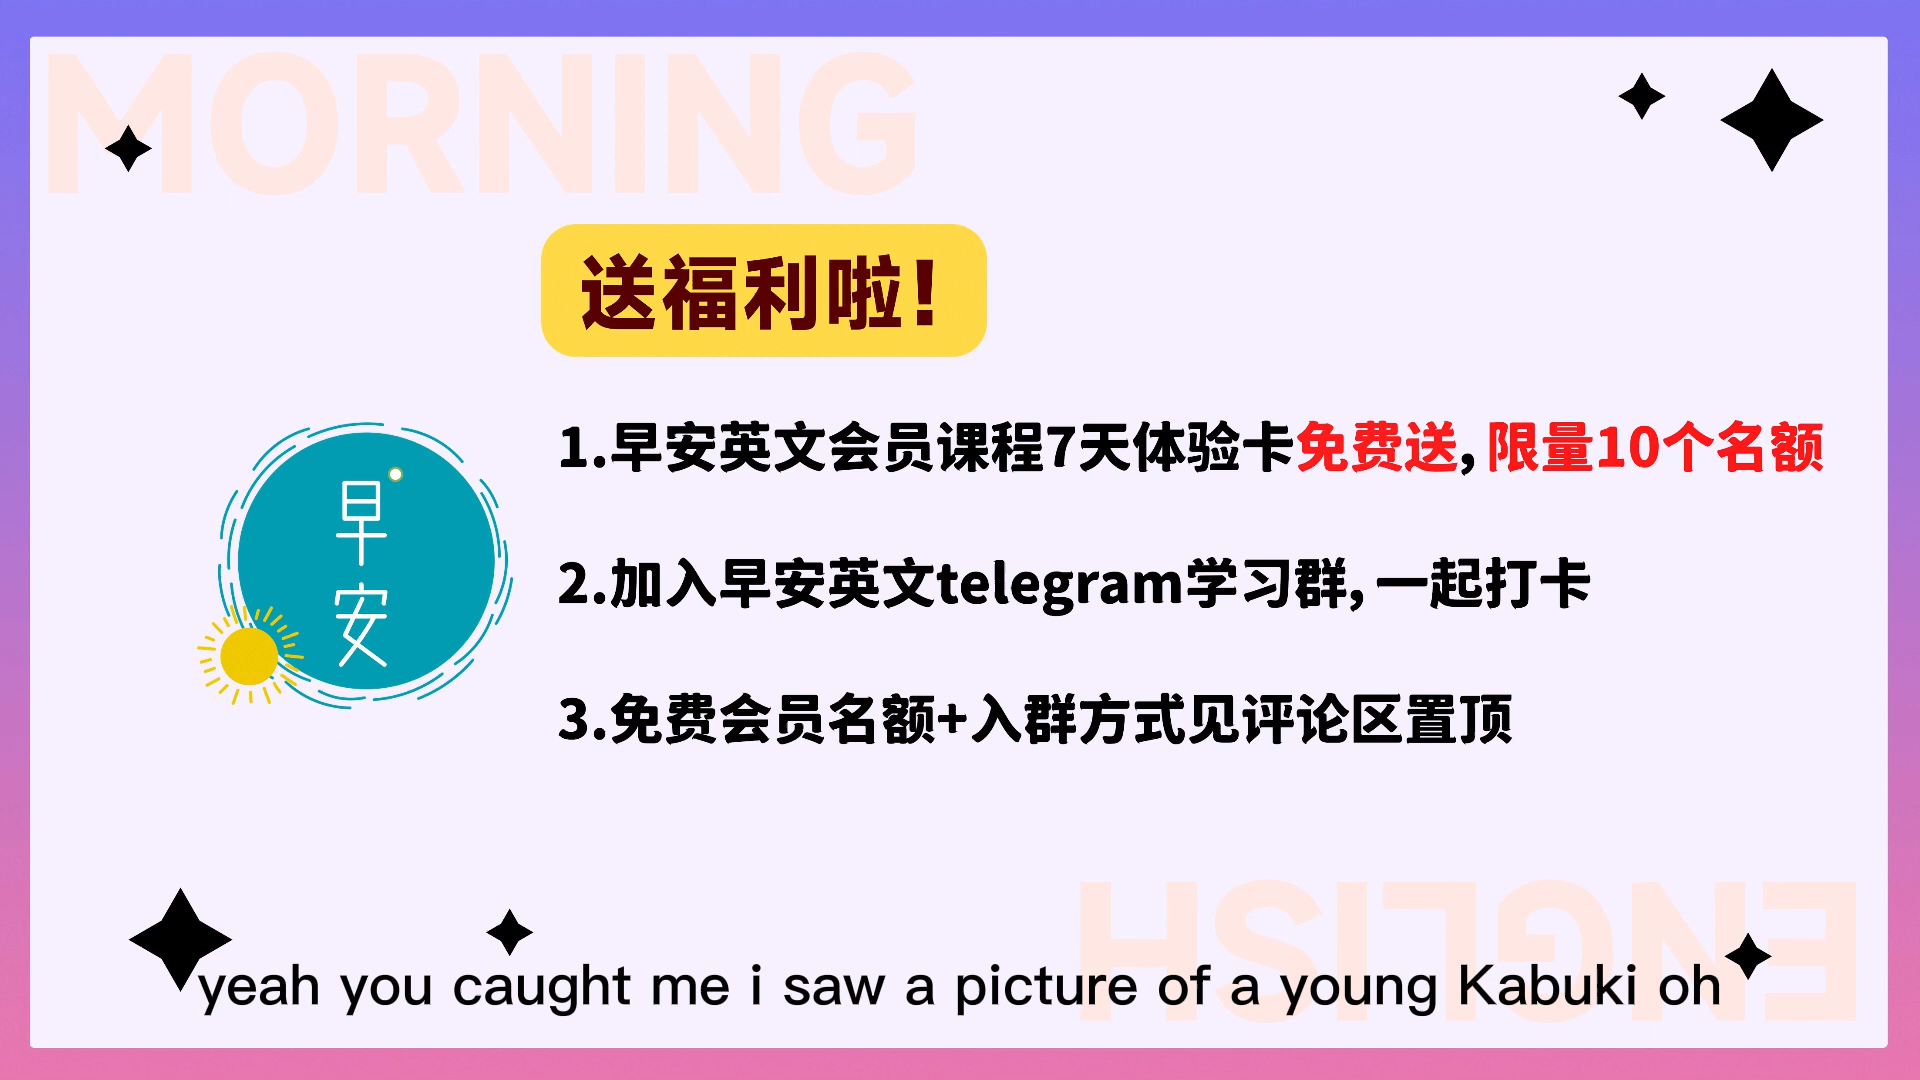 MORNING
送福利啦!
1.早安英文会员课程7天体验卡免费送, 限量10个名额
早安
2.加入早安英文telegram学习群, 一起打卡
3.免费会员名额+入群方式见评论区置顶
ENGLISH
yeah you caught me i saw a picture of a young Kabuki oh